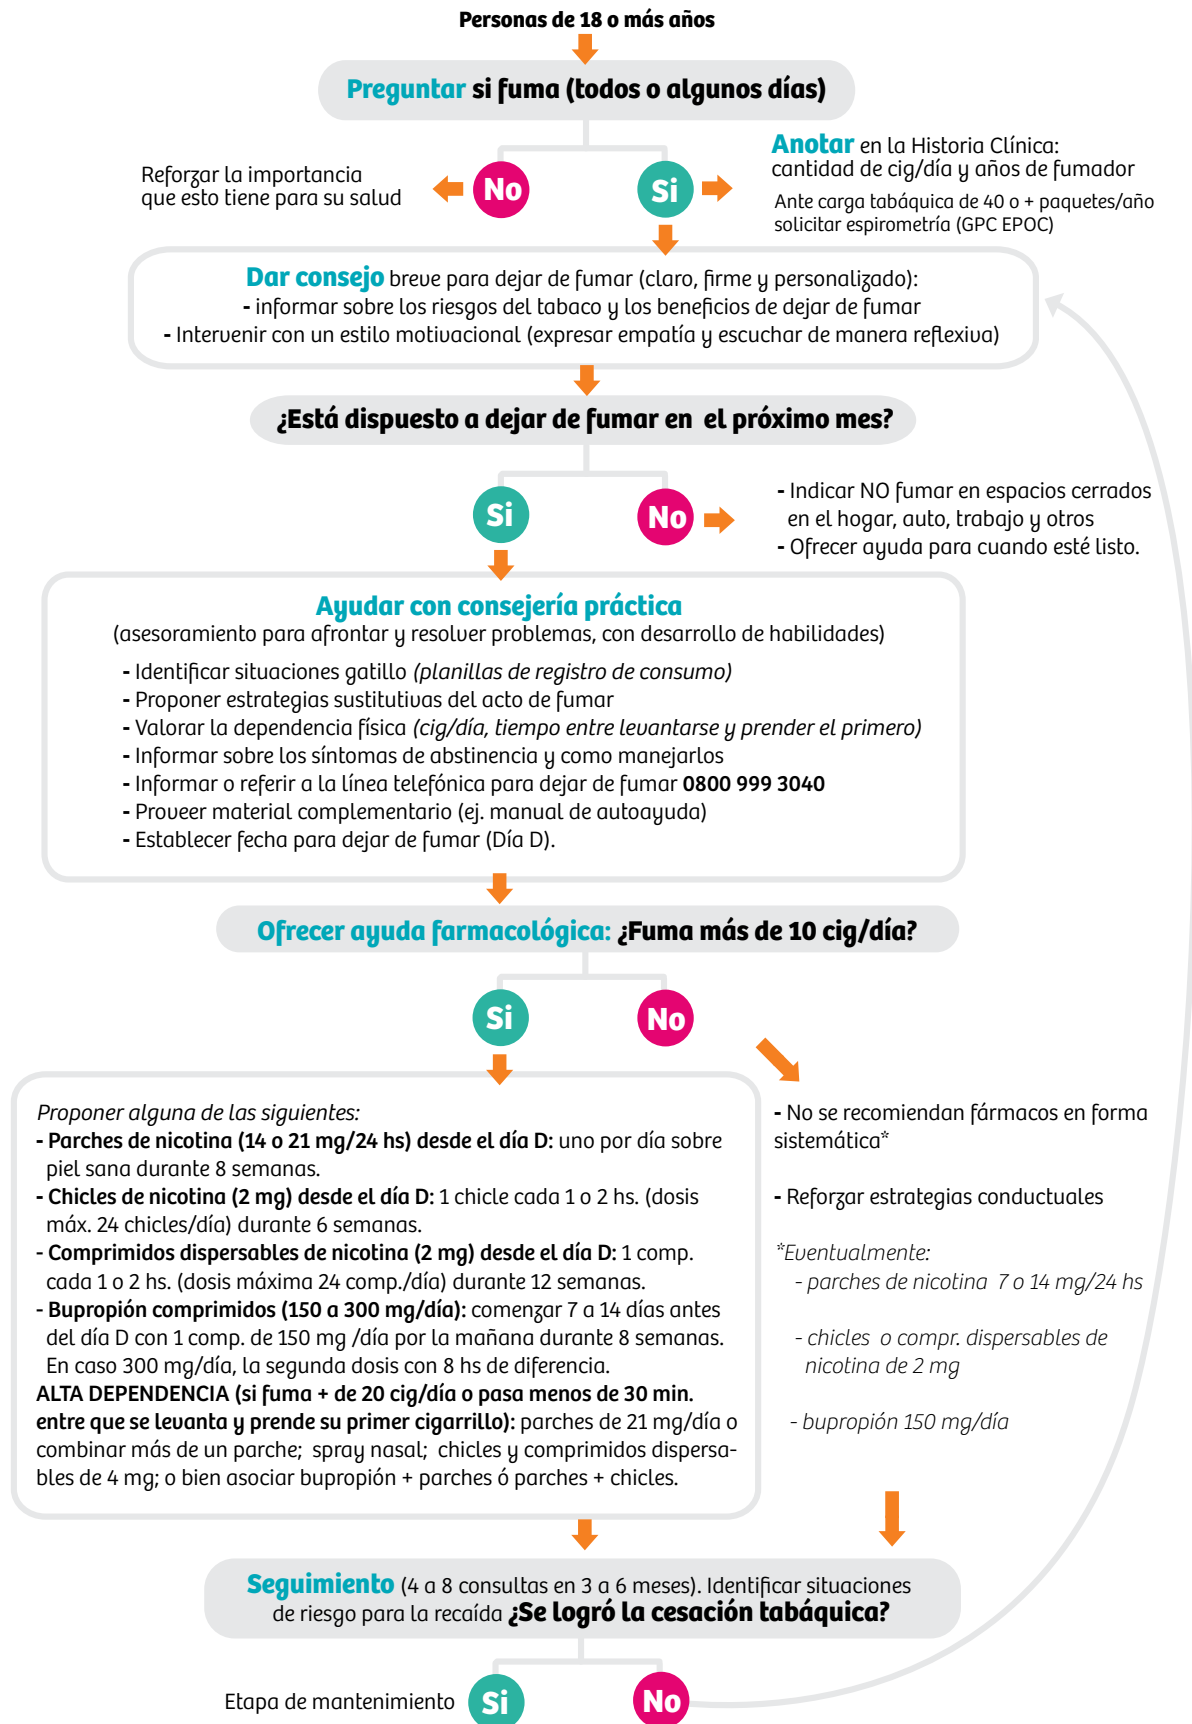 Personas de 18 o más años
Preguntar si fuma (todos o algunos días)
No
Reforzar la importancia
que esto tiene para su salud
Si
Anotar en la Historia Clínica:
cantidad de cig/día y años de fumador
Ante carga tabáquica de 40 o + paquetes/año
solicitar espirometría (GPC EPOC)
Dar consejo breve para dejar de fumar (claro, firme y personalizado):
- informar sobre los riesgos del tabaco y los beneficios de dejar de fumar
- Intervenir con un estilo motivacional (expresar empatía y escuchar de manera reflexiva)
¿Está dispuesto a dejar de fumar en el próximo mes?
Si
No
- Indicar NO fumar en espacios cerrados
en el hogar, auto, trabajo y otros
- Ofrecer ayuda para cuando esté listo.
Ayudar con consejería práctica
(asesoramiento para afrontar y resolver problemas, con desarrollo de habilidades)
- Identificar situaciones gatillo (planillas de registro de consumo)
- Proponer estrategias sustitutivas del acto de fumar
- Valorar la dependencia física (cig/día, tiempo entre levantarse y prender el primero)
- Informar sobre los síntomas de abstinencia y como manejarlos
- Informar o referir a la línea telefónica para dejar de fumar 0800 999 3040
- Proveer material complementario (ej. manual de autoayuda)
- Establecer fecha para dejar de fumar (Día D).
Ofrecer ayuda farmacológica: ¿Fuma más de 10 cig/día?
Si
No
Proponer alguna de las siguientes:
- Parches de nicotina (14 o 21 mg/24 hs) desde el día D: uno por día sobre
piel sana durante 8 semanas.
- Chicles de nicotina (2 mg) desde el día D: 1 chicle cada 1 o 2 hs. (dosis
máx. 24 chicles/día) durante 6 semanas.
- Comprimidos dispersables de nicotina (2 mg) desde el día D: 1 comp.
cada 1 o 2 hs. (dosis máxima 24 comp./día) durante 12 semanas.
- Bupropión comprimidos (150 a 300 mg/día): comenzar 7 a 14 días antes
del día D con 1 comp. de 150 mg /día por la mañana durante 8 semanas.
En caso 300 mg/día, la segunda dosis con 8 hs de diferencia.
ALTA DEPENDENCIA (si fuma + de 20 cig/día o pasa menos de 30 min.
entre que se levanta y prende su primer cigarrillo): parches de 21 mg/día o
combinar más de un parche; spray nasal; chicles y comprimidos dispersa-
bles de 4 mg; o bien asociar bupropión + parches ó parches + chicles.
- No se recomiendan fármacos en forma
sistemática*
- Reforzar estrategias conductuales
*Eventualmente:
- parches de nicotina 7 o 14 mg/24 hs
- chicles o compr. dispersables de
nicotina de 2 mg
- bupropión 150 mg/día
Seguimiento (4 a 8 consultas en 3 a 6 meses). Identificar situaciones
de riesgo para la recaída ¿Se logró la cesación tabáquica?
Etapa de mantenimiento
Si
No